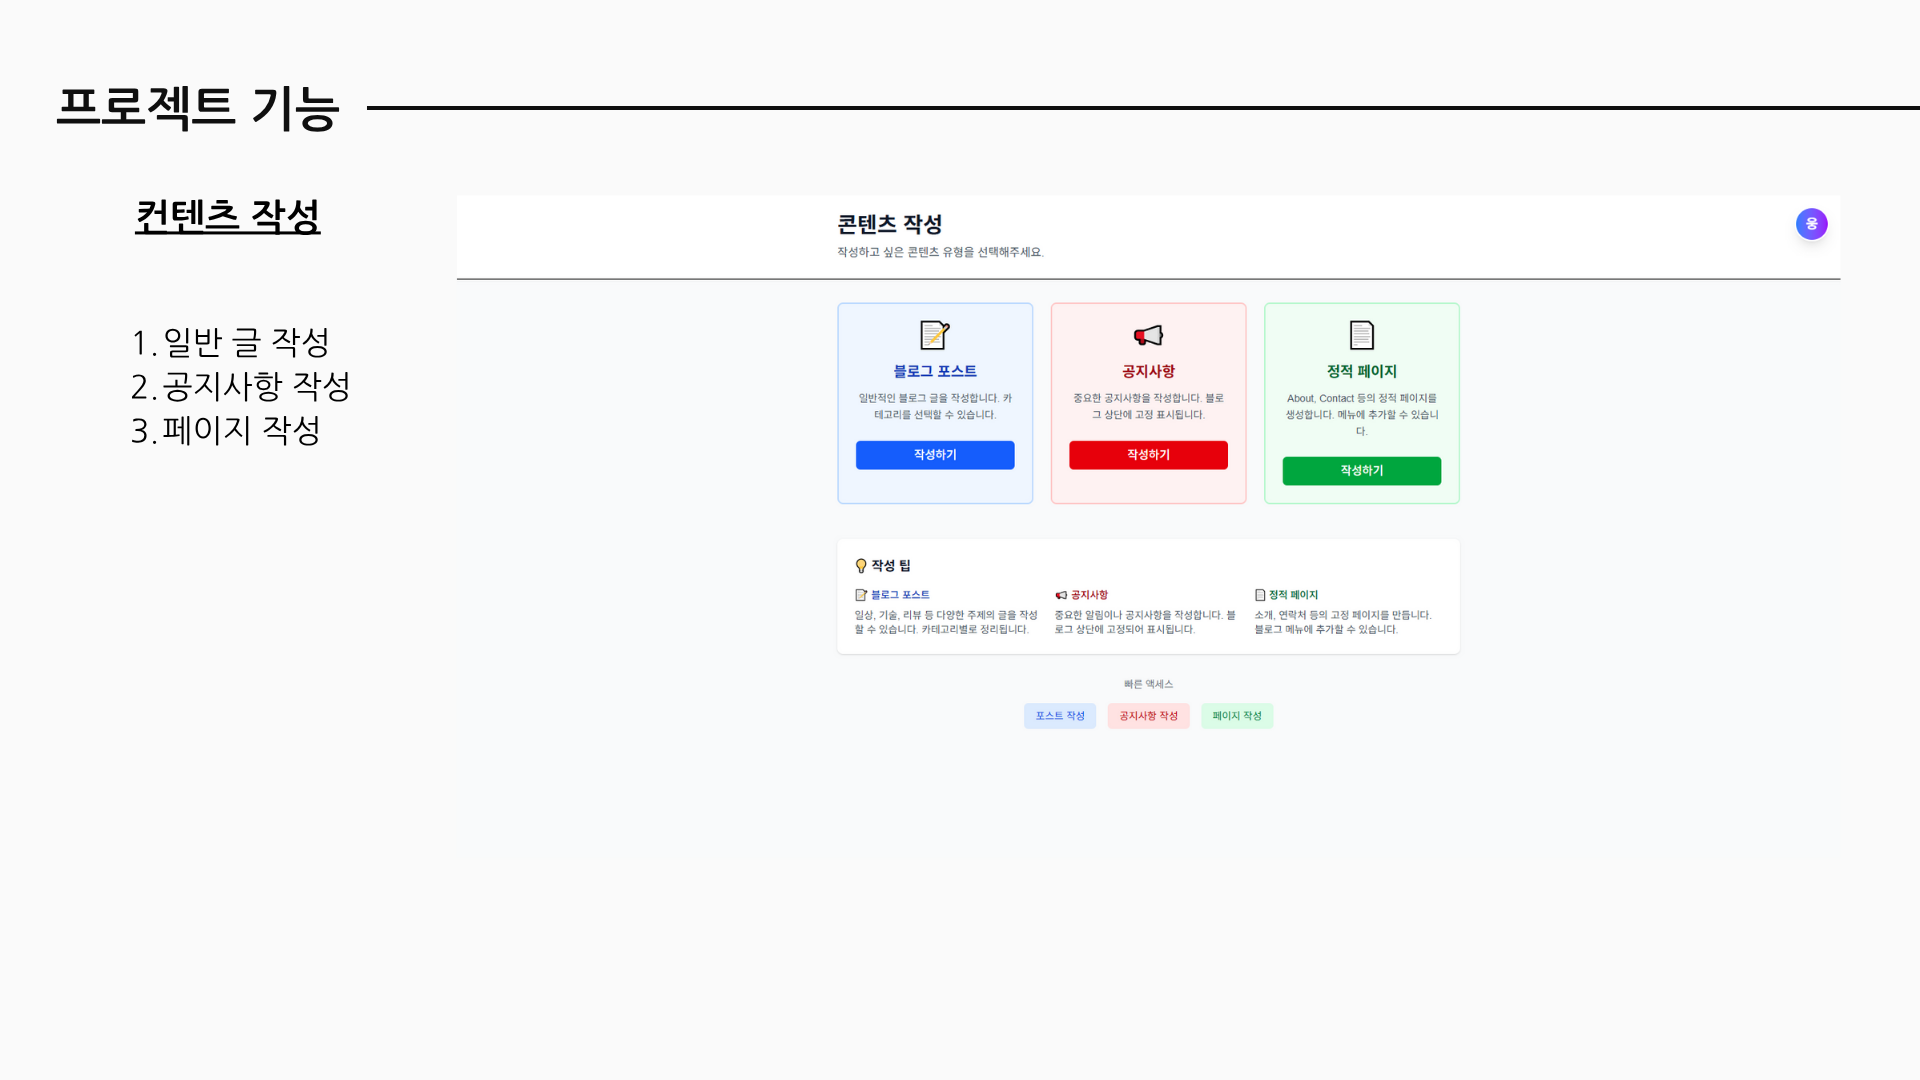 프로젝트 기능
컨텐츠 작성
1. 일반 글 작성
2. 공지사항 작성
3. 페이지 작성
콘텐츠 작성
작성하고 싶은 콘텐츠 유형을 선택해주세요.
웅
블로그 포스트
일반적인 블로그 글을 작성합니다. 카
테고리를 선택할 수 있습니다.
작성하기
공지사항
중요한 공지사항을 작성합니다. 블로
그 상단에 고정 표시됩니다.
작성하기
정적 페이지
About, Contact 등의 정적 페이지를
생성합니다. 메뉴에 추가할 수 있습니
다.
작성하기
작성 팁
블로그 포스트
일상, 기술, 리뷰 등 다양한 주제의 글을 작성
할 수 있습니다. 카테고리별로 정리됩니다.
공지사항
중요한 알림이나 공지사항을 작성합니다. 블
로그 상단에 고정되어 표시됩니다.
정적 페이지
소개, 연락처 등의 고정 페이지를 만듭니다.
블로그 메뉴에 추가할 수 있습니다.
빠른 액세스
포스트 작성
공지사항 작성
페이지 작성